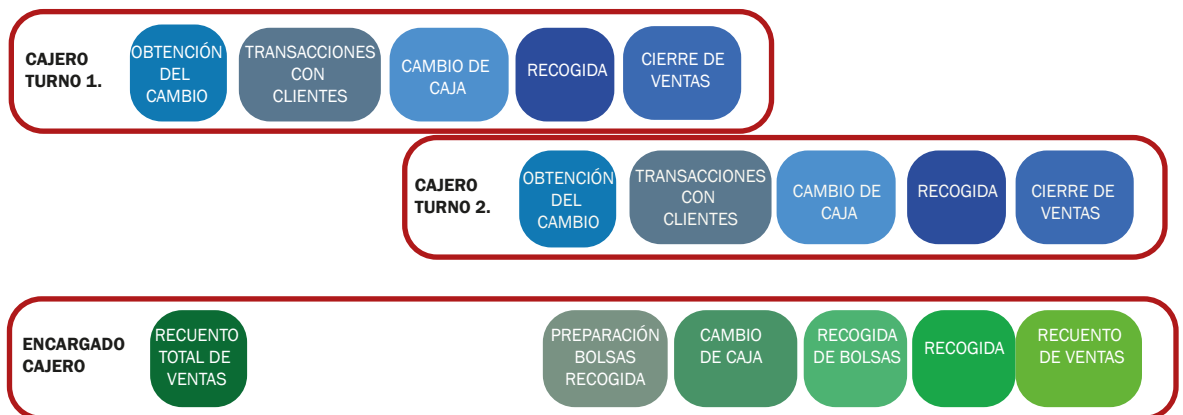 CAJERO
TURNO 1.
OBTENCIÓN
DEL
CAMBIO
TRANSACCIONES
CON
CLIENTES
CAMBIO DE
CAJA
RECOGIDA
CIERRE DE
VENTAS
CAJERO
TURNO 2.
OBTENCIÓN
DEL
CAMBIO
TRANSACCIONES
CON
CLIENTES
CAMBIO DE
CAJA
RECOGIDA
CIERRE DE
VENTAS
ENCARGADO
CAJERO
RECUENTO
TOTAL DE
VENTAS
PREPARACIÓN
BOLSAS
RECOGIDA
CAMBIO
DE CAJA
RECOGIDA
DE BOLSAS
RECOGIDA
RECUENTO
DE VENTAS